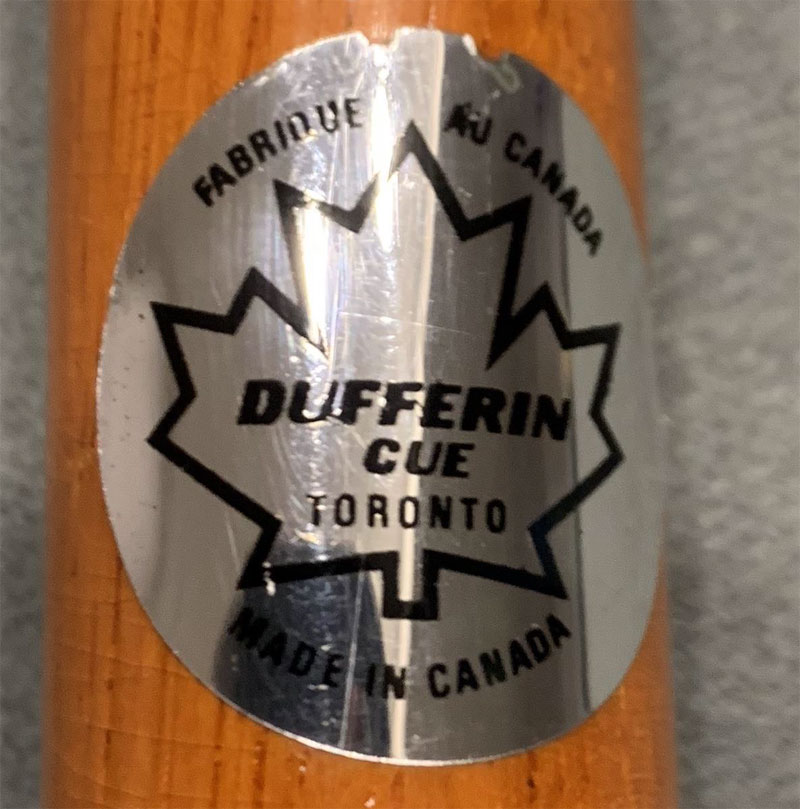 FABRIQUE AU CANADA
DUFFERIN
CUE
TORONTO
MADE IN CANADA